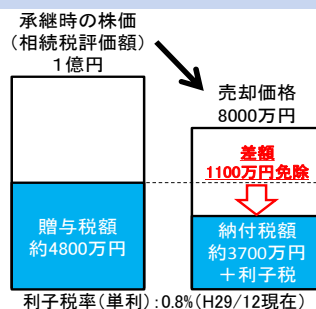 承継時の株価
(相続税評価額)
1億円
売却価格
8000万円
差額
1100万円免除
贈与税額
約4800万円
納付税額
約3700万円
＋利子税
利子税率(単利):0.8%(H29/12現在)